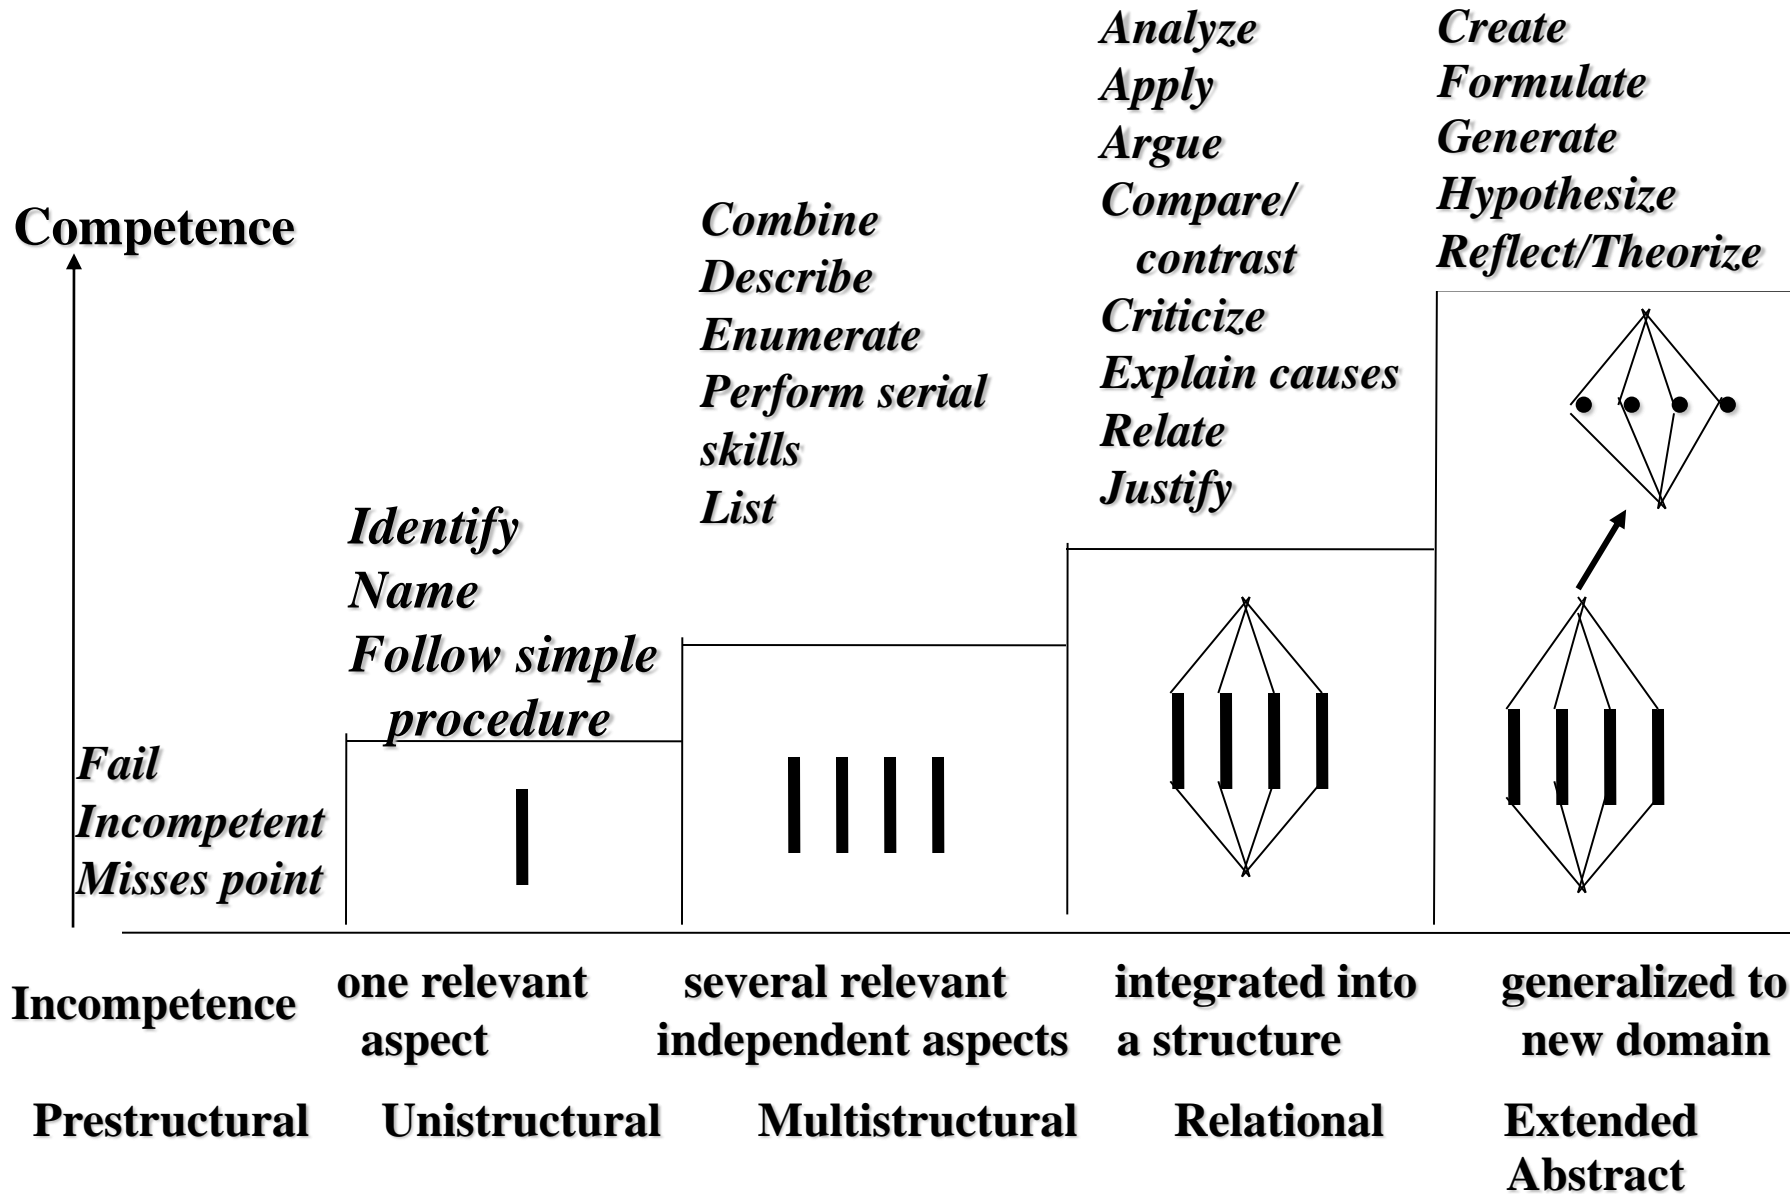 Competence
Fail
Incompetent
Misses point
Identify
Name
Follow simple
procedure
Combine
Describe
Enumerate
Perform serial
skills
List
Analyze
Apply
Argue
Compare/
contrast
Criticize
Explain causes
Relate
Justify
Create
Formulate
Generate
Hypothesize
Reflect/Theorize
Incompetence
one relevant
aspect
several relevant
independent aspects
integrated into
a structure
generalized to
new domain
Prestructural
Unistructural
Multistructural
Relational
Extended
Abstract